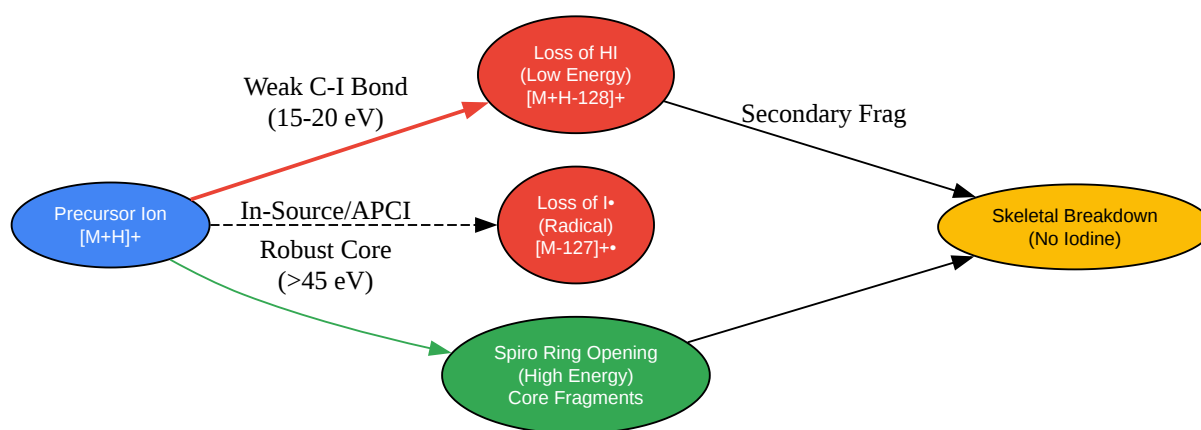 Loss of HI
(Low Energy)
[M+H-128]+
Weak C-I Bond
(15-20 eV)
Secondary Frag
Precursor Ion
[M+H]+
In-Source/APCI
Loss of I•
(Radical)
[M-127]+•
Skeletal Breakdown
(No Iodine)
Robust Core
(>45 eV)
Spiro Ring Opening
(High Energy)
Core Fragments